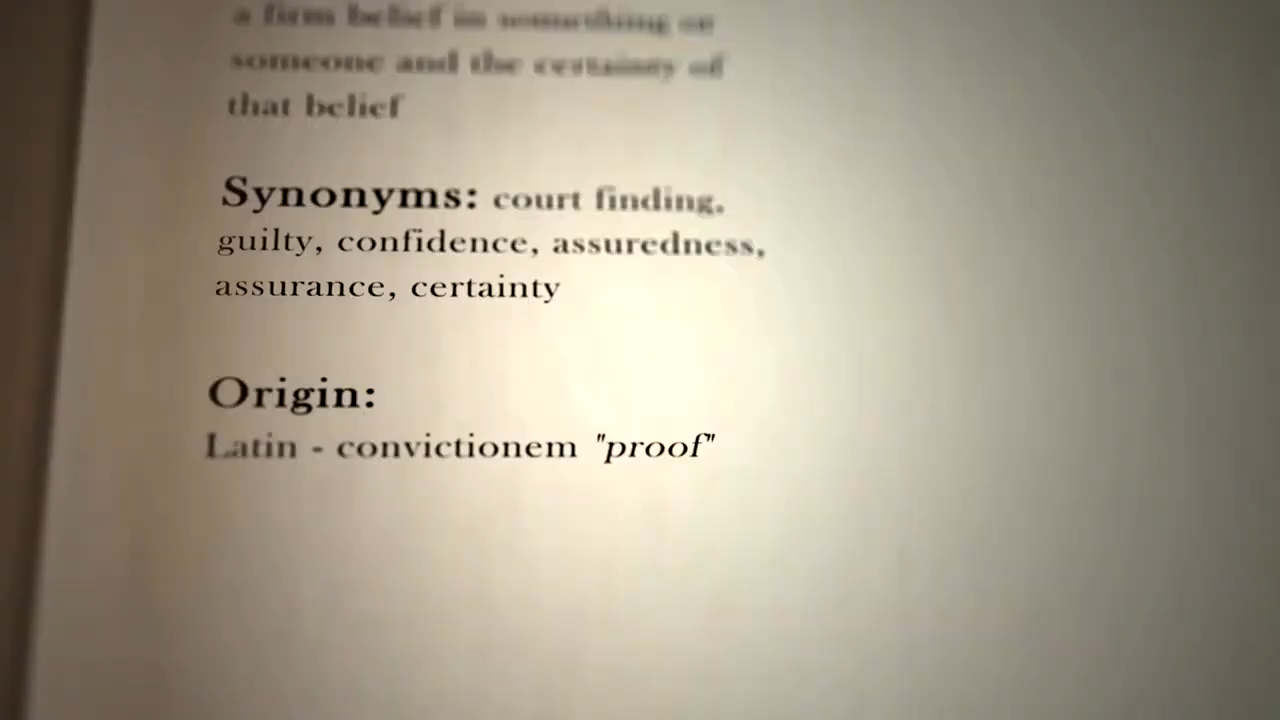 a firm belief in something or
someone and the certainty of
that belief
Synonyms: court finding,
guilty, confidence, assuredness,
assurance, certainty
Origin:
Latin - convictionem "proof"